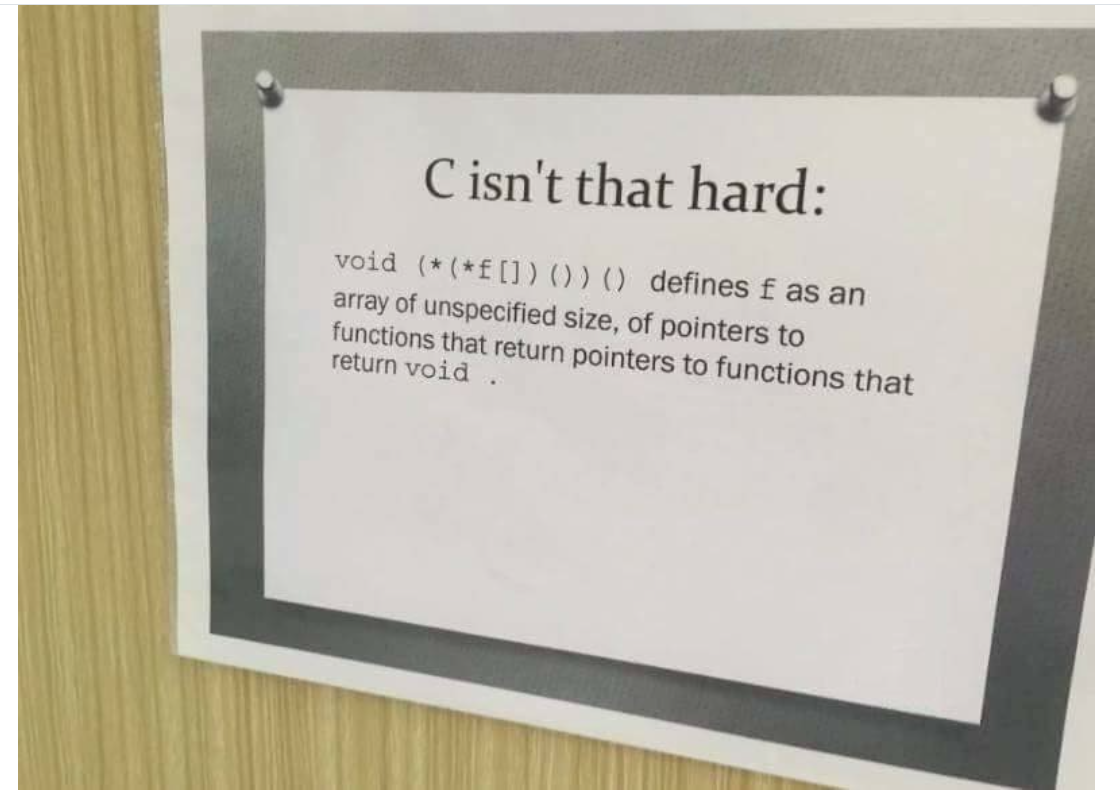 C isn't that hard:
void (*(*f[])())() defines f as an
array of unspecified size, of pointers to
functions that return pointers to functions that
return void .